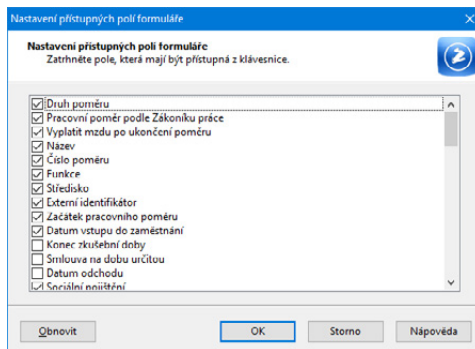 Nastavení přístupných polí formuláře
Nastavení přístupných polí formuláře
Zatrhněte pole, která mají být přístupná z klávesnice.
Druh poměru
Pracovní poměr podle Zákoníku práce
Vyplatit mzdu po ukončení poměru
Název
Číslo poměru
Funkce
Středisko
Externí identifikátor
Začátek pracovního poměru
Datum vstupu do zaměstnání
Konec zkušební doby
Smlouva na dobu určitou
Datum odchodu
Sociální pojištění
Obnovit OK Storno Nápověda